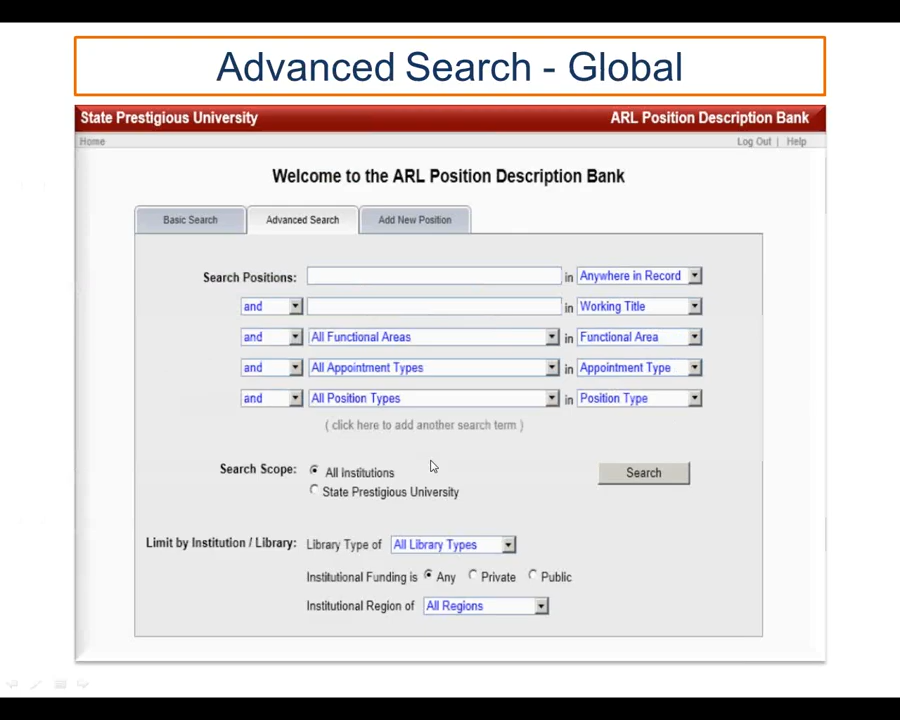 Advanced Search - Global
State Prestigious University ARL Position Description Bank
Home Log Out | Help
Welcome to the ARL Position Description Bank
Basic Search Advanced Search Add New Position
Search Positions: in Anywhere in Record
and in Working Title
and All Functional Areas in Functional Area
and All Appointment Types in Appointment Type
and All Position Types in Position Type
( click here to add another search term )
Search Scope: All Institutions Search
State Prestigious University
Limit by Institution / Library: Library Type of All Library Types
Institutional Funding is Any Private Public
Institutional Region of All Regions